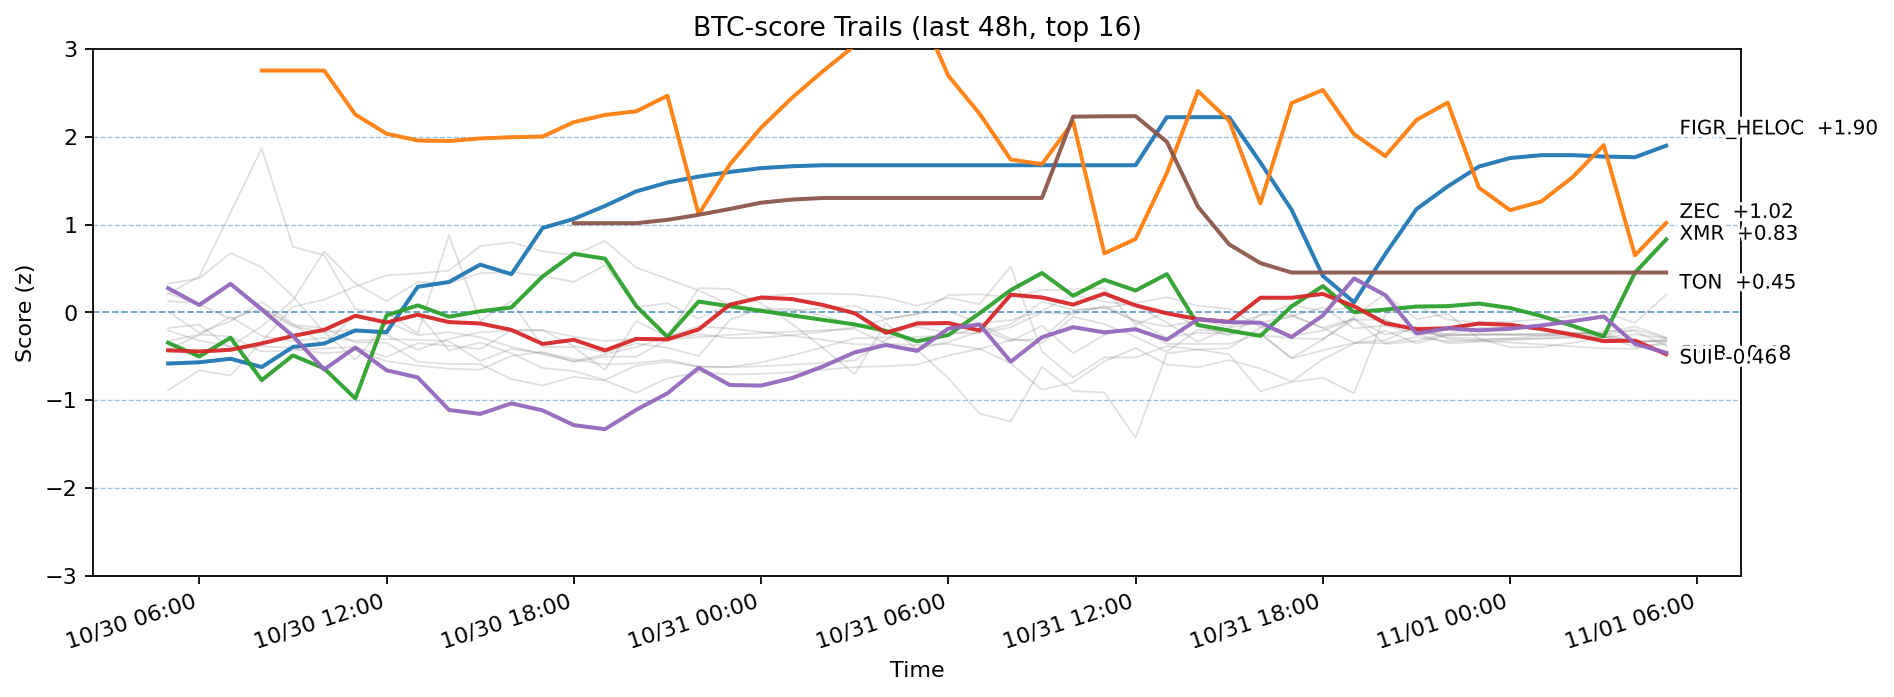 BTC-score Trails (last 48h, top 16)
Score (z)
3
2
1
0
−1
−2
−3
FIGR_HELOC +1.90
ZEC +1.02
XMR +0.83
TON +0.45
SUI -0.46
10/30 06:00
10/30 12:00
10/30 18:00
10/31 00:00
10/31 06:00
10/31 12:00
10/31 18:00
11/01 00:00
11/01 06:00
Time